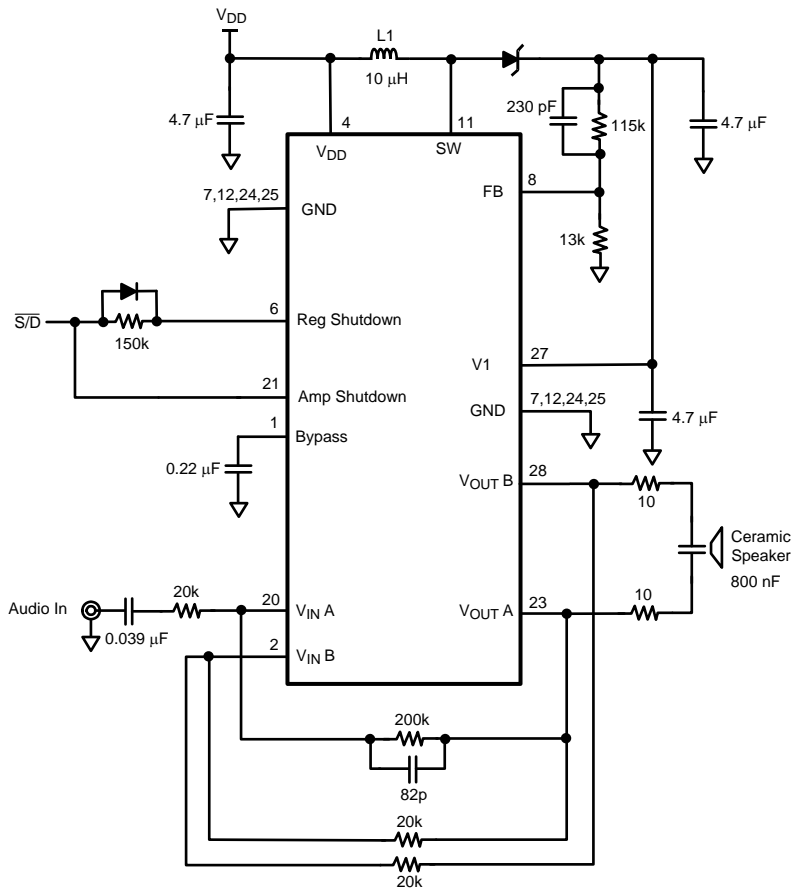 VDD
L1
10 μH
4.7 μF
4
11
230 pF
115k
4.7 μF
VDD
SW
8
FB
7,12,24,25
GND
13k
S/D
150k
6
Reg Shutdown
27
V1
21
Amp Shutdown
GND
7,12,24,25
4.7 μF
1
Bypass
0.22 μF
28
VOUT B
10
Ceramic
Speaker
800 nF
Audio In
0.039 μF
20k
20
VIN A
VOUT A
23
10
2
VIN B
200k
82p
20k
20k